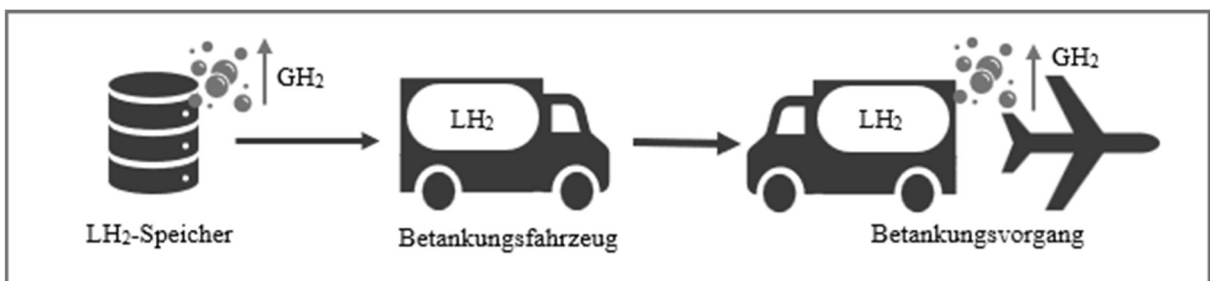 GH₂
LH₂
LH₂
GH₂
LH₂-Speicher
Betankungsfahrzeug
Betankungsvorgang